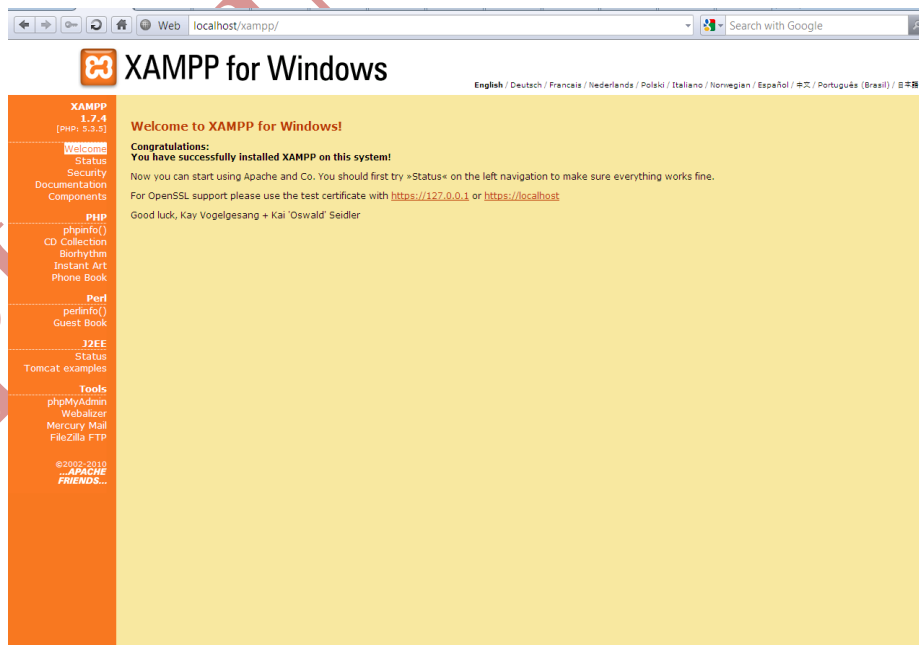 Web localhost/xampp/
Search with Google
XAMPP for Windows
English / Deutsch / Francais / Nederlands / Polski / Italiano / Norwegian / Español / 中文 / Português (Brasil) / 日本語
XAMPP
1.7.4
[PHP: 5.3.5]
Welcome
Status
Security
Documentation
Components
PHP
phpinfo()
CD Collection
Biorhythm
Instant Art
Phone Book
Perl
perlinfo()
Guest Book
J2EE
Status
Tomcat examples
Tools
phpMyAdmin
Webalizer
Mercury Mail
FileZilla FTP
©2002-2010
...APACHE
FRIENDS...
Welcome to XAMPP for Windows!
Congratulations:
You have successfully installed XAMPP on this system!
Now you can start using Apache and Co. You should first try »Status« on the left navigation to make sure everything works fine.
For OpenSSL support please use the test certificate with https://127.0.0.1 or https://localhost
Good luck, Kay Vogelgesang + Kai 'Oswald' Seidler